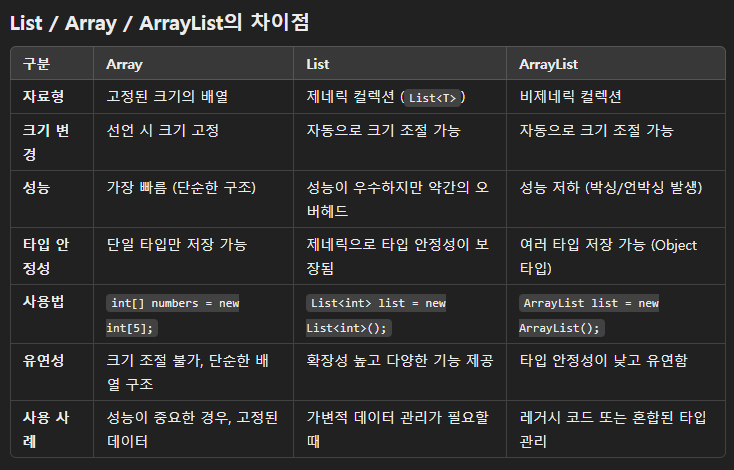 List / Array / ArrayList의 차이점
구분 Array List ArrayList
자료형 고정된 크기의 배열 제네릭 컬렉션 (List<T>) 비제네릭 컬렉션
크기 변경 선언 시 크기 고정 자동으로 크기 조절 가능 자동으로 크기 조절 가능
성능 가장 빠름 (단순한 구조) 성능이 우수하지만 약간의 오버헤드 성능 저하 (박싱/언박싱 발생)
타입 안정성 단일 타입만 저장 가능 제네릭으로 타입 안정성이 보장됨 여러 타입 저장 가능 (Object 타입)
사용법 int[] numbers = new int[5]; List<int> list = new List<int>(); ArrayList list = new ArrayList();
유연성 크기 조절 불가, 단순한 배열 구조 확장성 높고 다양한 기능 제공 타입 안정성이 낮고 유연함
사용 사례 성능이 중요한 경우, 고정된 데이터 가변적 데이터 관리가 필요할 때 레거시 코드 또는 혼합된 타입 관리